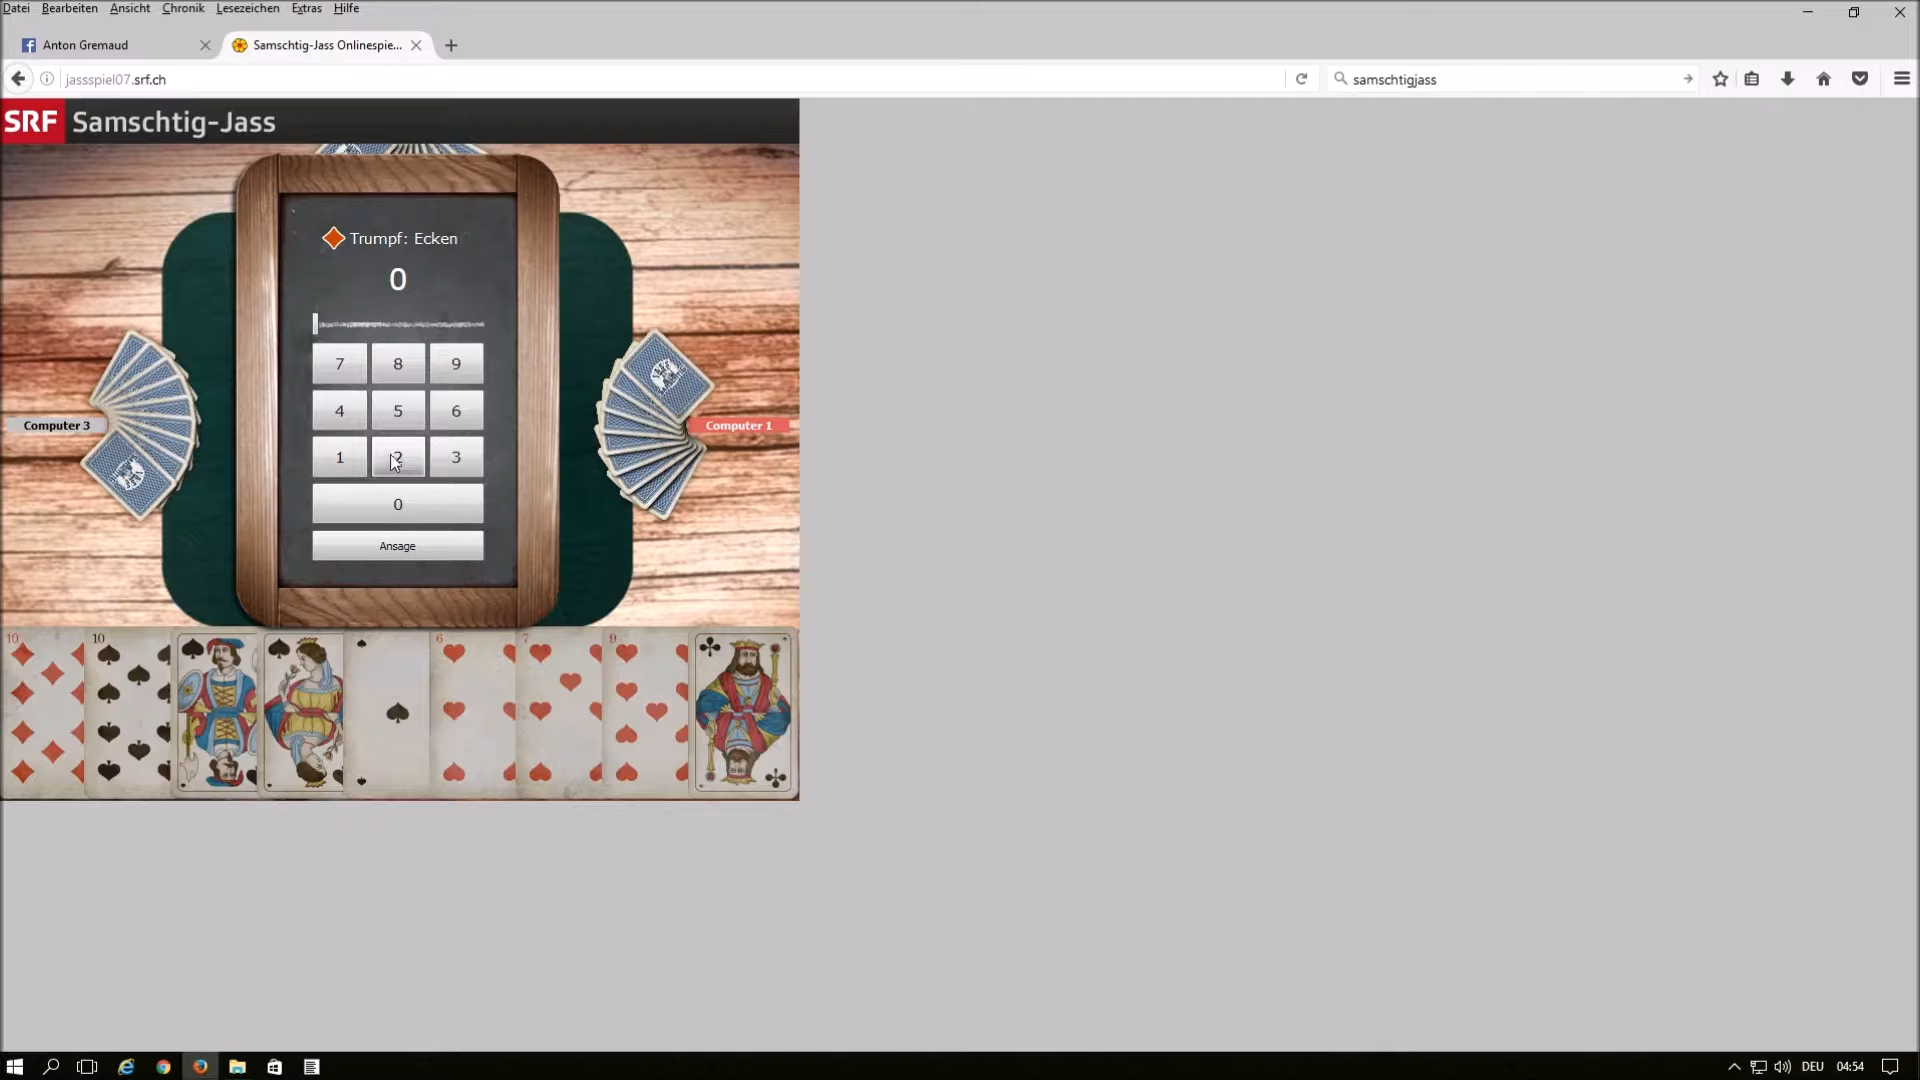 Datei Bearbeiten Ansicht Chronik Lesezeichen Extras Hilfe
Anton Gremaud
Samschtig-Jass Onlinespie...
jassspiel07.srf.ch
samschtigjass
SRF Samschtig-Jass
Trumpf: Ecken
0
7 8 9
4 5 6
1 2 3
0
Ansage
Computer 3
Computer 1
10 10 6 7 9
DEU 04:54